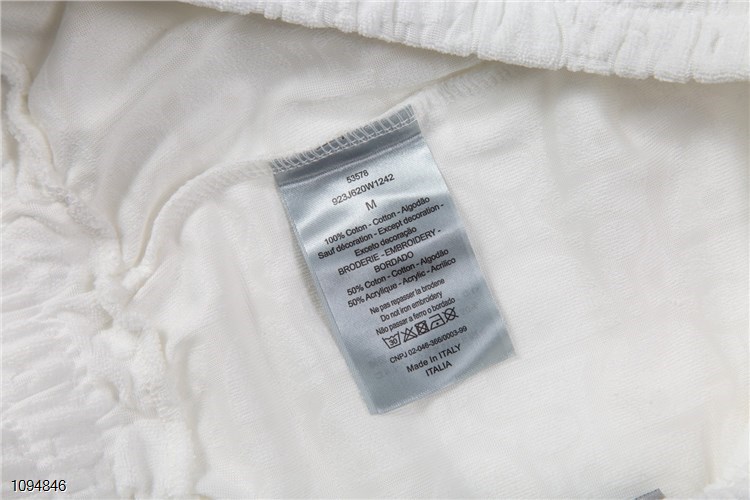 53578
923J620W1242
M
100% Coton - Cotton - Algodão
Sauf décoration - Except decoration -
Exceto decoração
BRODERIE - EMBROIDERY -
BORDADO
50% Coton - Cotton - Algodão
50% Acrylique - Acrylic - Acrílico
Ne pas repasser la broderie
Do not iron embroidery
Não passar a ferro o bordado
30
CNPJ 02-046-366/0003-99
Made in ITALY
ITALIA
1094846